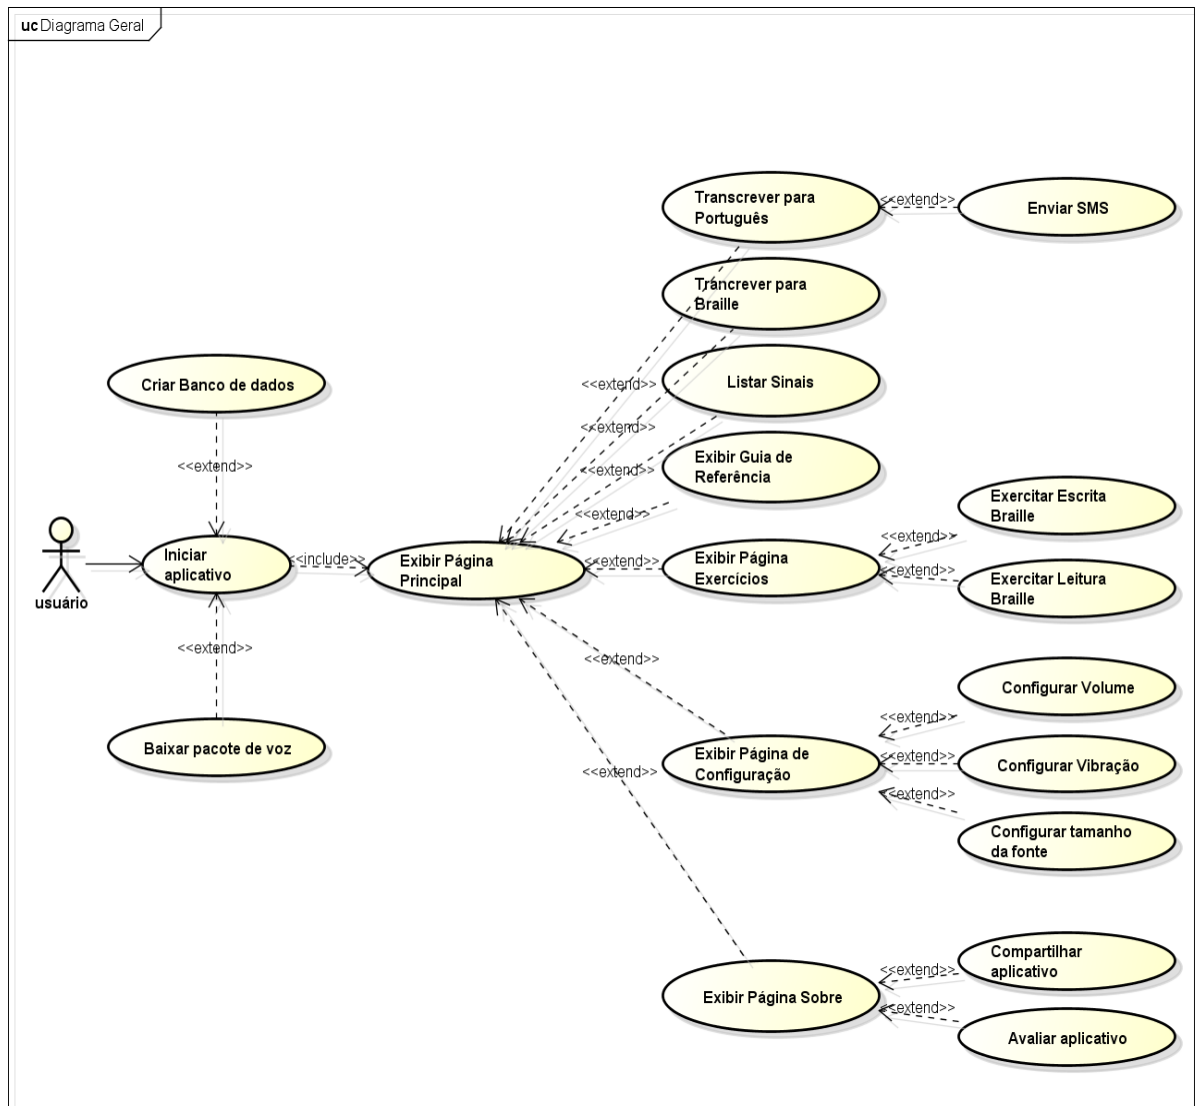 uc Diagrama Geral
Transcrever para
Português
<<extend>>
Enviar SMS
Trancrever para
Braille
Listar Sinais
Criar Banco de dados
<<extend>>
<<extend>>
Exibir Guia de
Referência
<<extend>>
<<extend>>
<<extend>>
Exercitar Escrita
Braille
<<extend>>
Iniciar
aplicativo
<<include>>
Exibir Página
Principal
<<extend>>
Exibir Página
Exercícios
<<extend>>
Exercitar Leitura
Braille
usuário
<<extend>>
<<extend>>
Configurar Volume
<<extend>>
Baixar pacote de voz
Exibir Página de
Configuração
<<extend>>
Configurar Vibração
<<extend>>
<<extend>>
Configurar tamanho
da fonte
Compartilhar
aplicativo
<<extend>>
Exibir Página Sobre
<<extend>>
Avaliar aplicativo